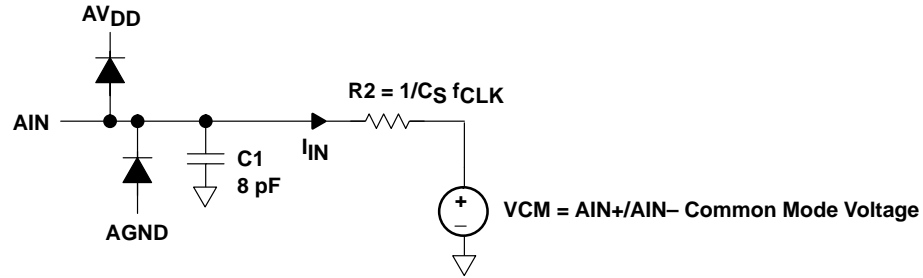 AVDD
R2 = 1/CS fCLK
AIN
IIN
C1
8 pF
+
–
VCM = AIN+/AIN– Common Mode Voltage
AGND